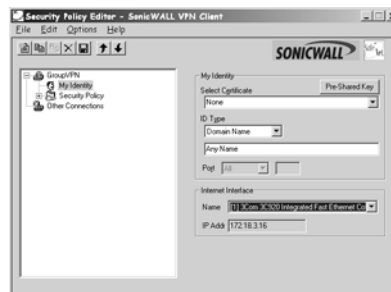 Security Policy Editor - SonicWALL VPN Client
File Edit Options Help
SONICWALL
GroupVPN
My Identity
Security Policy
Other Connections
My Identity
Select Certificate
Pre-Shared Key
None
ID Type
Domain Name
Any Name
Port All
Internet Interface
Name [1] 3Com 3C920 Integrated Fast Ethernet Co
IP Addr 172.18.3.16